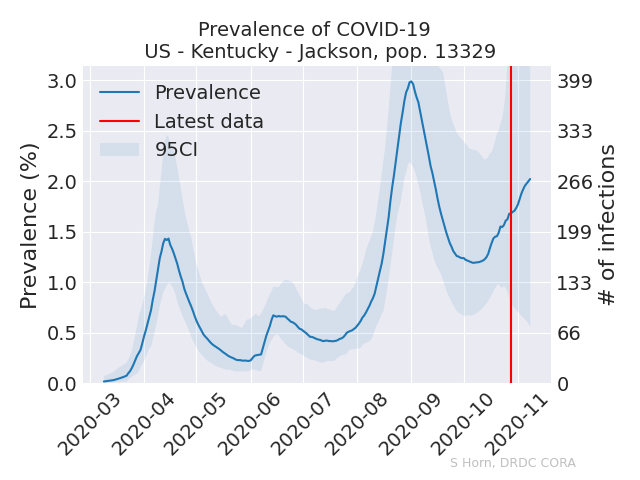 Prevalence of COVID-19
US - Kentucky - Jackson, pop. 13329
Prevalence
Latest data
95CI
Prevalence (%)
3.0
2.5
2.0
1.5
1.0
0.5
0.0
399
333
266
199
133
66
0
# of infections
2020-03
2020-04
2020-05
2020-06
2020-07
2020-08
2020-09
2020-10
2020-11
S Horn, DRDC CORA